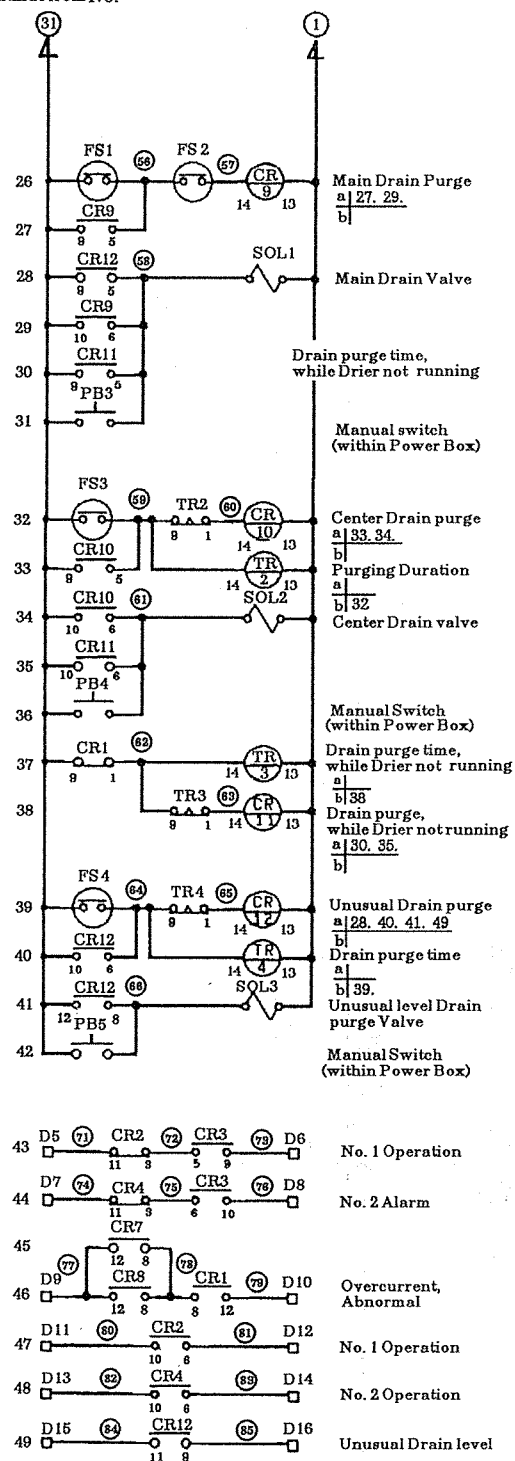 31 1
FS1 56 FS2 57
26 CR 9 Main Drain Purge
14 13
a 27. 29.
b
CR9
27
9 5
CR12 58 SOL1
28 Main Drain Valve
9 5
CR9
29
10 6
CR11 Drain purge time,
30 while Drier not running
9 5
PB3
31 Manual switch
(within Power Box)
FS3 59 TR2 60
32 CR 10 Center Drain purge
9 1 14 13
a 33. 34.
b
CR10
33 TR 2 Purging Duration
9 5 14 13
a
b 32
CR10 61 SOL2
34 Center Drain valve
10 6
CR11
35
10 6
PB4
36 Manual Switch
(within Power Box)
CR1 62
37 TR 3 Drain purge time,
while Drier not running
9 1 14 13
a
b 38
TR3 63
38 CR 11 Drain purge,
while Drier not running
9 1 14 13
a 30. 35.
b
FS4 64 TR4 65
39 CR 12 Unusual Drain purge
9 1 14 13
a 28. 40. 41. 49
b
CR12
40 TR 4 Drain purge time
10 6 14 13
a
b 39.
CR12 66 SOL3
41 Unusual level Drain
purge Valve
12 8
PB5
42 Manual Switch
(within Power Box)
43 D5 71 CR2 72 CR3 73 D6 No. 1 Operation
11 3 5 9
44 D7 74 CR4 75 CR3 76 D8 No. 2 Alarm
11 3 6 10
CR7
45
77 12 8 78
46 D9 CR8 CR1 79 D10 Overcurrent,
Abnormal
12 8 8 12
47 D11 80 CR2 81 D12 No. 1 Operation
10 6
48 D13 82 CR4 83 D14 No. 2 Operation
10 6
49 D15 84 CR12 85 D16 Unusual Drain level
11 9